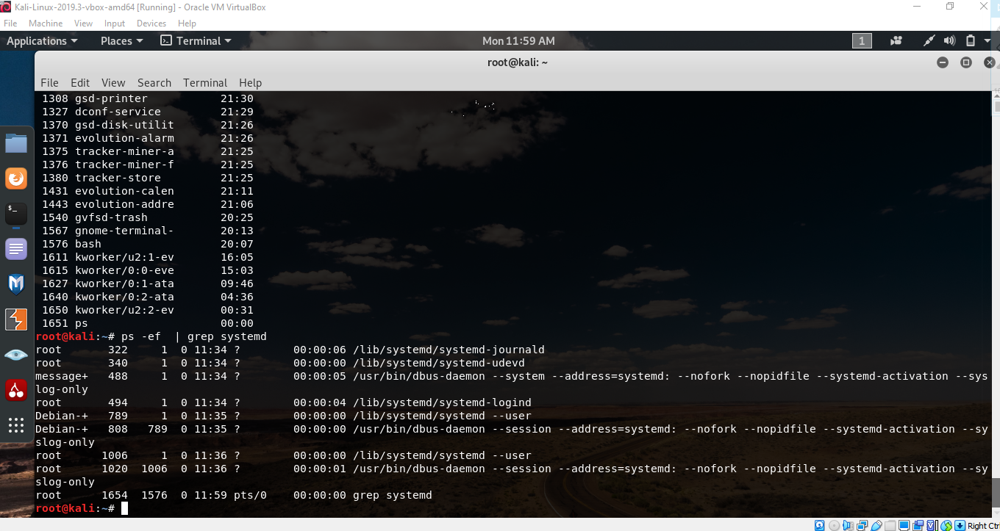 Kali-Linux-2019.3-vbox-amd64 [Running] - Oracle VM VirtualBox
File Machine View Input Devices Help
Applications Places Terminal Mon 11:59 AM 1
root@kali: ~
File Edit View Search Terminal Help
1308 gsd-printer 21:30
1327 dconf-service 21:29
1370 gsd-disk-utilit 21:26
1371 evolution-alarm 21:26
1375 tracker-miner-a 21:25
1376 tracker-miner-f 21:25
1380 tracker-store 21:25
1431 evolution-calen 21:11
1443 evolution-addre 21:06
1540 gvfsd-trash 20:25
1567 gnome-terminal- 20:13
1576 bash 20:07
1611 kworker/u2:1-ev 16:05
1615 kworker/0:0-eve 15:03
1627 kworker/0:1-ata 09:46
1640 kworker/0:2-ata 04:36
1650 kworker/u2:2-ev 00:31
1651 ps 00:00
root@kali:~# ps -ef  | grep systemd
root 322 1 0 11:34 ? 00:00:06 /lib/systemd/systemd-journald
root 340 1 0 11:34 ? 00:00:00 /lib/systemd/systemd-udevd
message+ 488 1 0 11:34 ? 00:00:05 /usr/bin/dbus-daemon --system --address=systemd: --nofork --nopidfile --systemd-activation --sys
log-only
root 494 1 0 11:34 ? 00:00:04 /lib/systemd/systemd-logind
Debian-+ 789 1 0 11:35 ? 00:00:00 /lib/systemd/systemd --user
Debian-+ 808 789 0 11:35 ? 00:00:00 /usr/bin/dbus-daemon --session --address=systemd: --nofork --nopidfile --systemd-activation --sy
slog-only
root 1006 1 0 11:36 ? 00:00:00 /lib/systemd/systemd --user
root 1020 1006 0 11:36 ? 00:00:01 /usr/bin/dbus-daemon --session --address=systemd: --nofork --nopidfile --systemd-activation --sy
slog-only
root 1654 1576 0 11:59 pts/0 00:00:00 grep systemd
root@kali:~#
Right Ctr